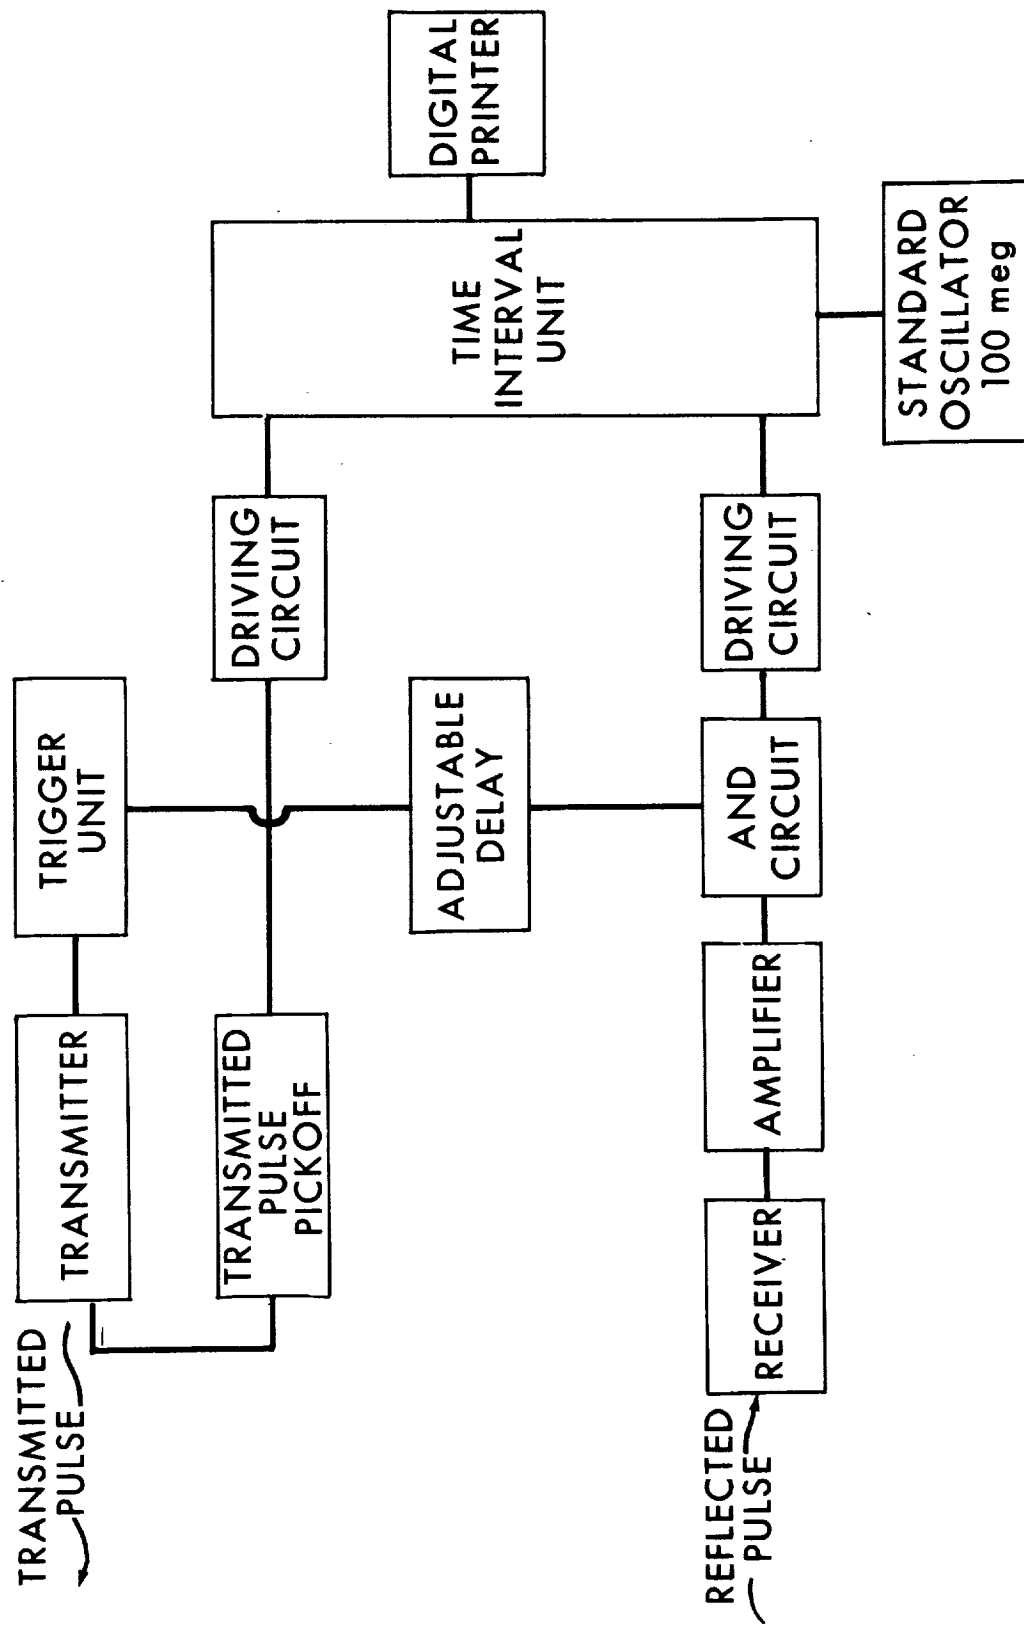 TRANSMITTED
PULSE
TRANSMITTER
TRIGGER
UNIT
TRANSMITTED
PULSE
PICKOFF
DRIVING
CIRCUIT
ADJUSTABLE
DELAY
TIME
INTERVAL
UNIT
DIGITAL
PRINTER
REFLECTED
PULSE
RECEIVER
AMPLIFIER
AND
CIRCUIT
DRIVING
CIRCUIT
STANDARD
OSCILLATOR
100 meg